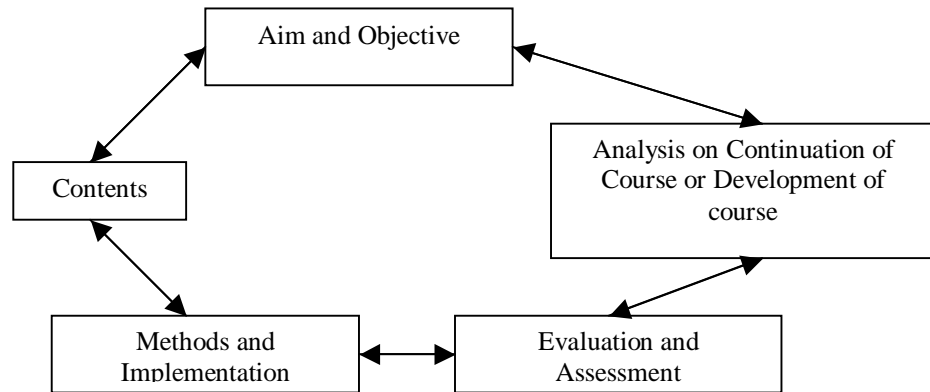 Aim and Objective
Analysis on Continuation of
Course or Development of
course
Contents
Methods and
Implementation
Evaluation and
Assessment